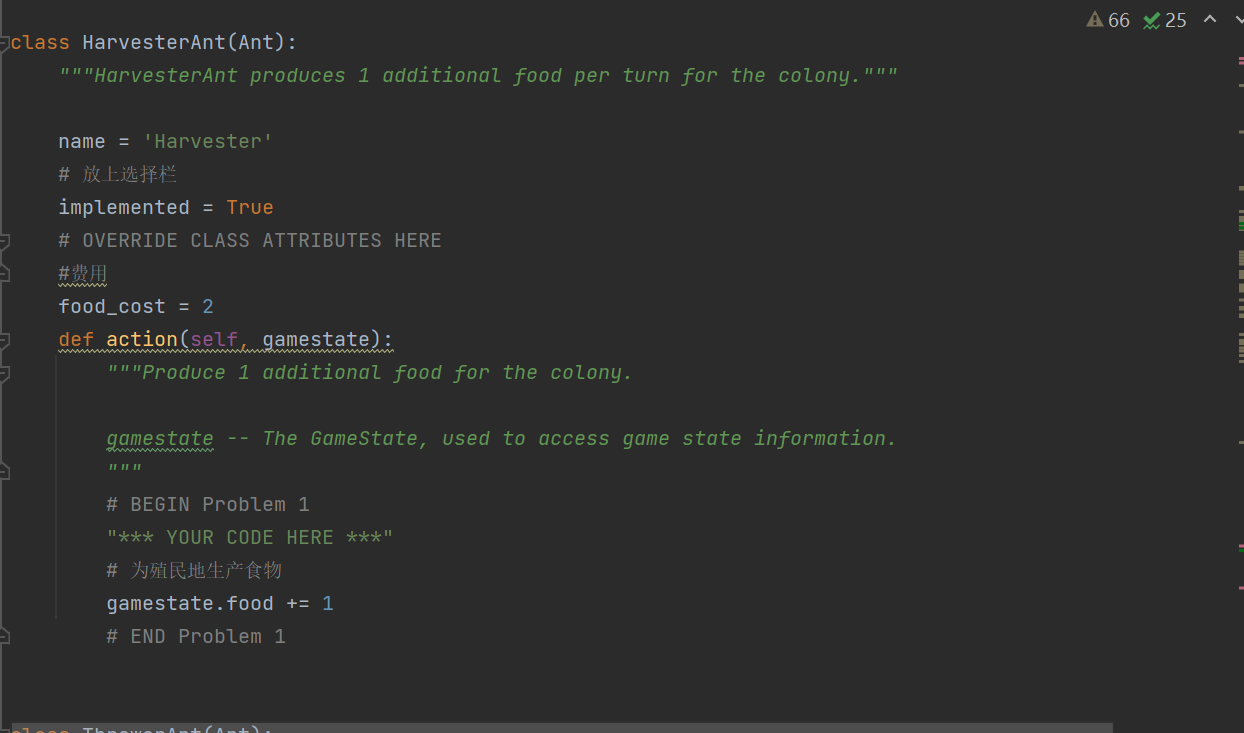 66 25
class HarvesterAnt(Ant):
"""HarvesterAnt produces 1 additional food per turn for the colony."""
name = 'Harvester'
# 放上选择栏
implemented = True
# OVERRIDE CLASS ATTRIBUTES HERE
#费用
food_cost = 2
def action(self, gamestate):
"""Produce 1 additional food for the colony.
gamestate -- The GameState, used to access game state information.
"""
# BEGIN Problem 1
"*** YOUR CODE HERE ***"
# 为殖民地生产食物
gamestate.food += 1
# END Problem 1
class ThrowerAnt(Ant):